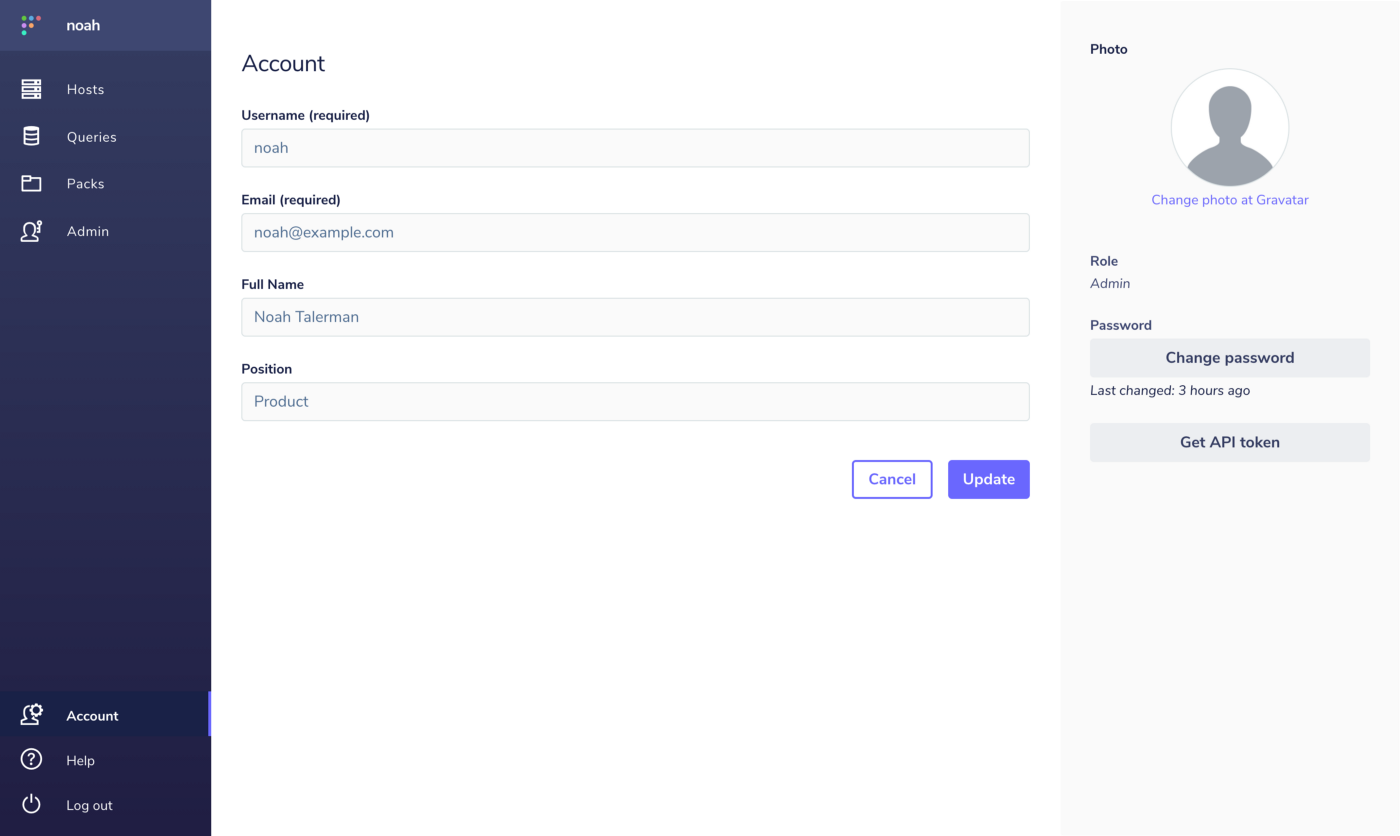 noah
Hosts
Queries
Packs
Admin
Account
Help
Log out
Account
Username (required)
noah
Email (required)
noah@example.com
Full Name
Noah Talerman
Position
Product
Cancel
Update
Photo
Change photo at Gravatar
Role
Admin
Password
Change password
Last changed: 3 hours ago
Get API token